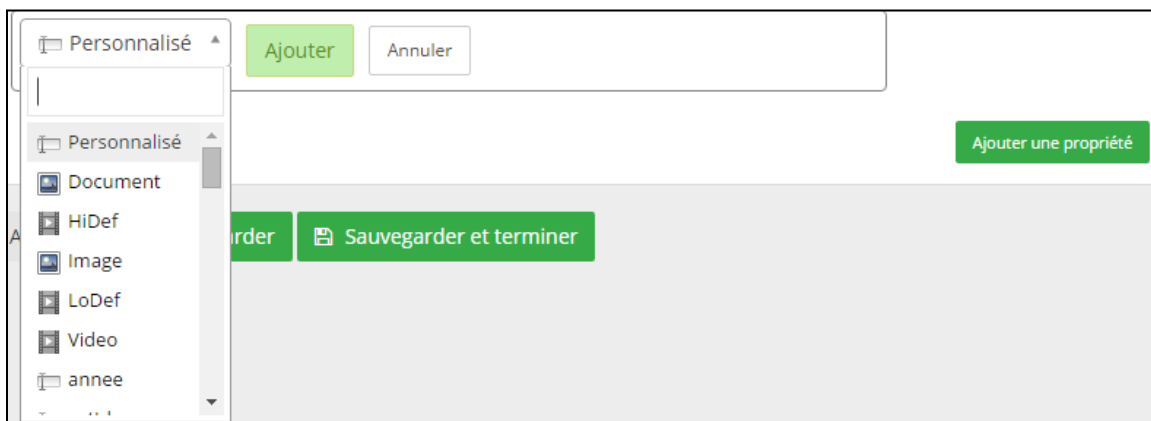 Personnalisé
Ajouter
Annuler
Personnalisé
Ajouter une propriété
Document
HiDef
A
rder
Sauvegarder et terminer
Image
LoDef
Video
annee